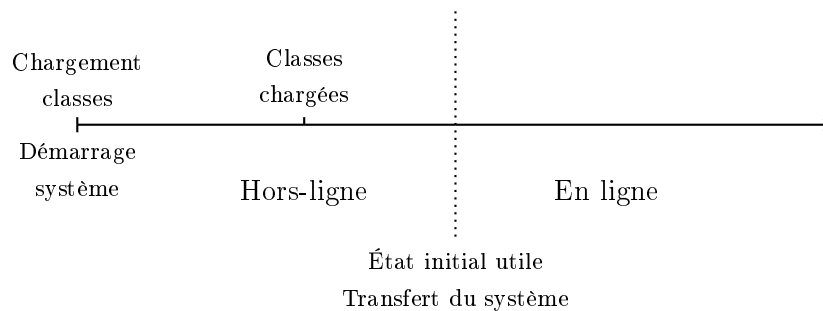 Chargement
classes
Classes
chargées
Démarrage
système
Hors-ligne
En ligne
État initial utile
Transfert du système